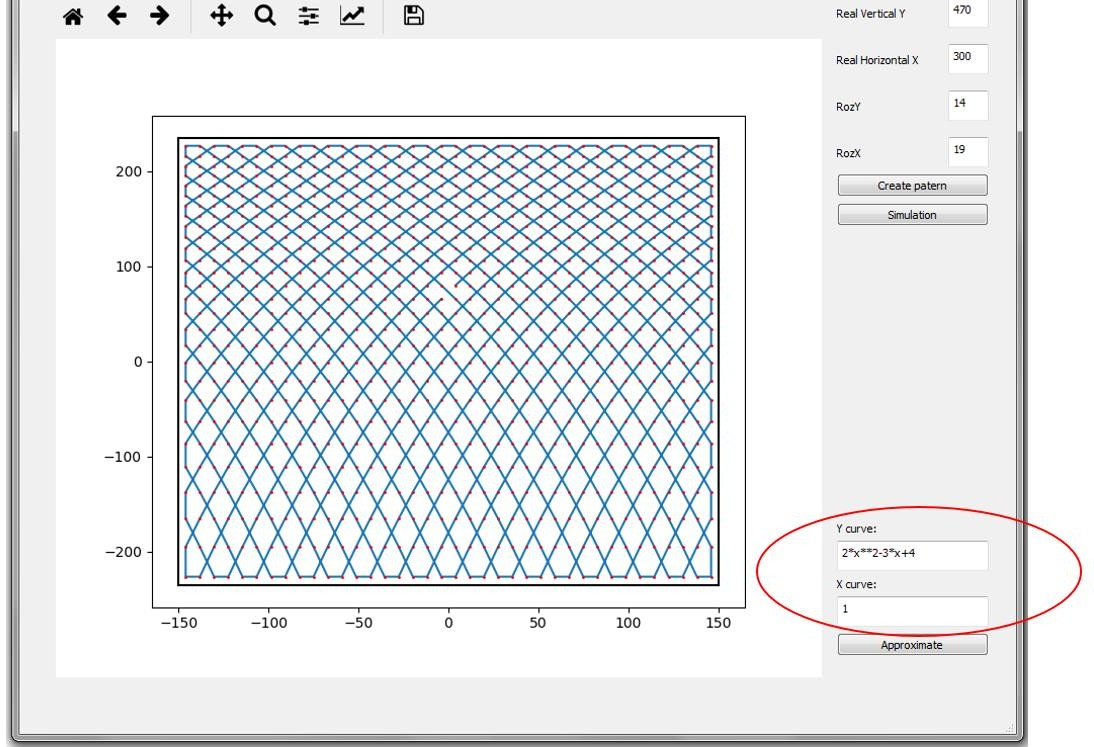 Real Vertical Y 470
Real Horizontal X 300
RozY 14
RozX 19
Create patern
Simulation
200
100
0
−100
−200
−150 −100 −50 0 50 100 150
Y curve:
2*x**2-3*x+4
X curve:
1
Approximate